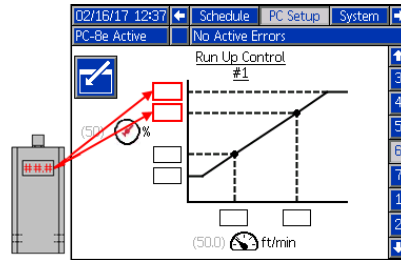 02/16/17 12:37 Schedule PC Setup System
PC-8e Active No Active Errors
Run Up Control
#1
3
4
(50) %
5
##.#
6
7
1
2
(50.0) ft/min